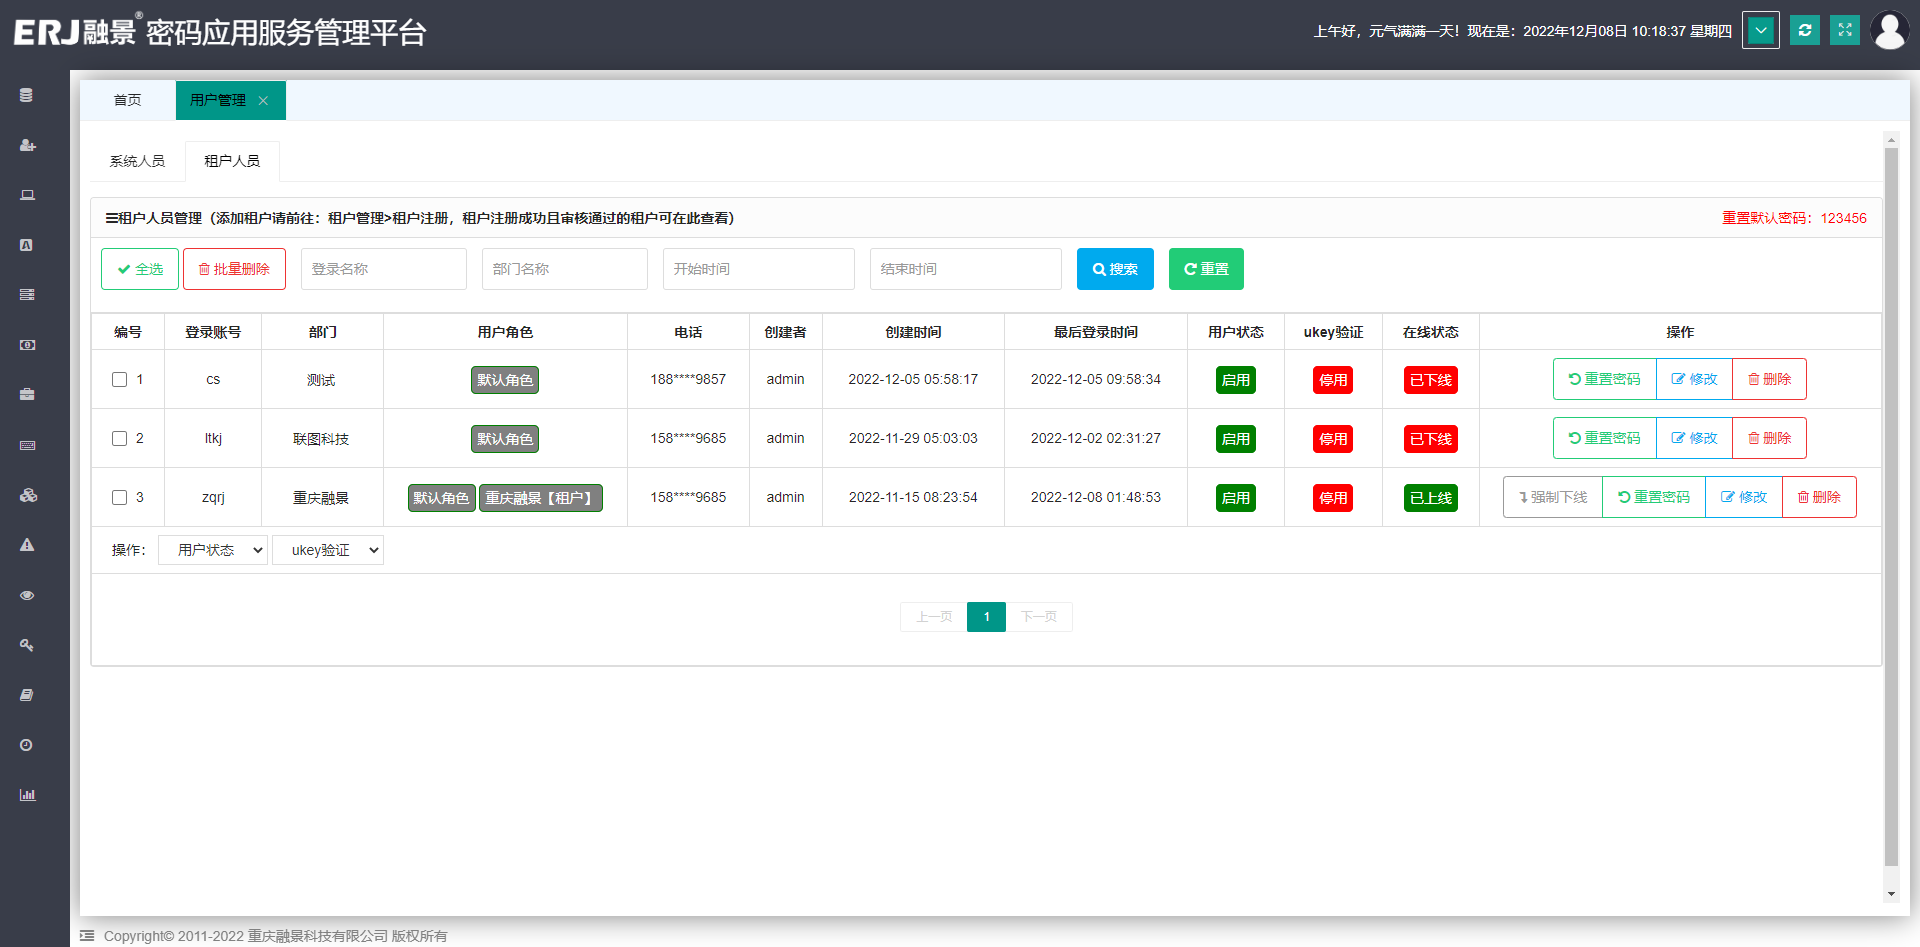 ERJ融景® 密码应用服务管理平台
上午好，元气满满一天！现在是：2022年12月08日 10:18:37 星期四
首页 用户管理
系统人员 租户人员
租户人员管理（添加租户请前往：租户管理>租户注册，租户注册成功且审核通过的租户可在此查看） 重置默认密码：123456
全选 批量删除 登录名称 部门名称 开始时间 结束时间 搜索 重置
编号 登录账号 部门 用户角色 电话 创建者 创建时间 最后登录时间 用户状态 ukey验证 在线状态 操作
1 cs 测试 默认角色 188****9857 admin 2022-12-05 05:58:17 2022-12-05 09:58:34 启用 停用 已下线 重置密码 修改 删除
2 ltkj 联图科技 默认角色 158****9685 admin 2022-11-29 05:03:03 2022-12-02 02:31:27 启用 停用 已下线 重置密码 修改 删除
3 zqrj 重庆融景 默认角色 重庆融景【租户】 158****9685 admin 2022-11-15 08:23:54 2022-12-08 01:48:53 启用 停用 已上线 强制下线 重置密码 修改 删除
操作： 用户状态 ukey验证
上一页 1 下一页
Copyright© 2011-2022 重庆融景科技有限公司 版权所有